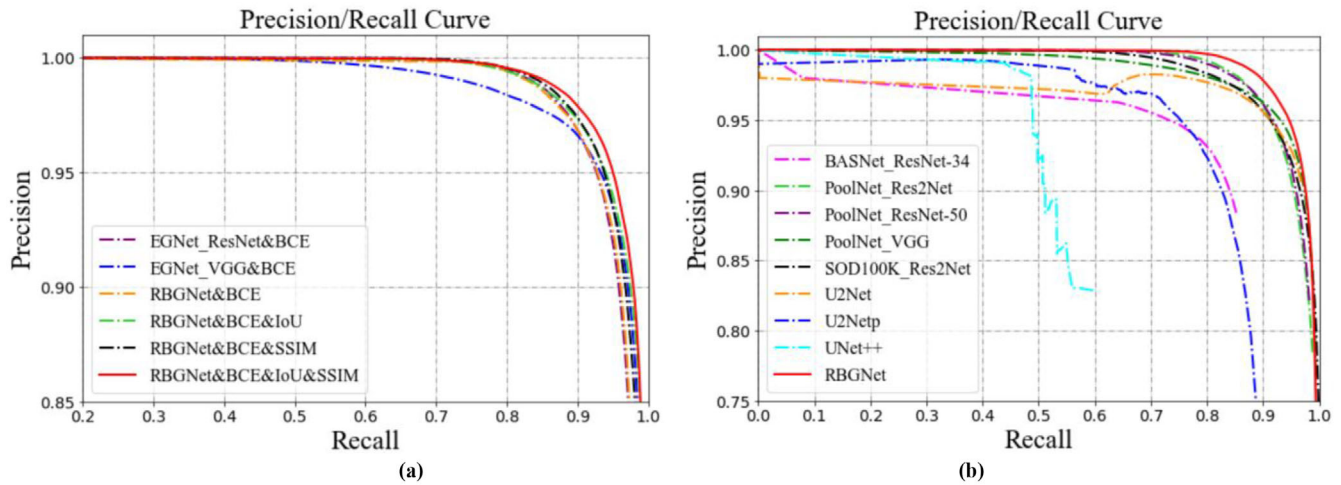 Precision/Recall Curve
1.00
0.95
0.90
0.85
Precision
EGNet_ResNet&BCE
EGNet_VGG&BCE
RBGNet&BCE
RBGNet&BCE&IoU
RBGNet&BCE&SSIM
RBGNet&BCE&IoU&SSIM
0.2 0.3 0.4 0.5 0.6 0.7 0.8 0.9 1.0
Recall
(a)
Precision/Recall Curve
1.00
0.95
0.90
0.85
0.80
0.75
Precision
BASNet_ResNet-34
PoolNet_Res2Net
PoolNet_ResNet-50
PoolNet_VGG
SOD100K_Res2Net
U2Net
U2Netp
UNet++
RBGNet
0.0 0.1 0.2 0.3 0.4 0.5 0.6 0.7 0.8 0.9 1.0
Recall
(b)